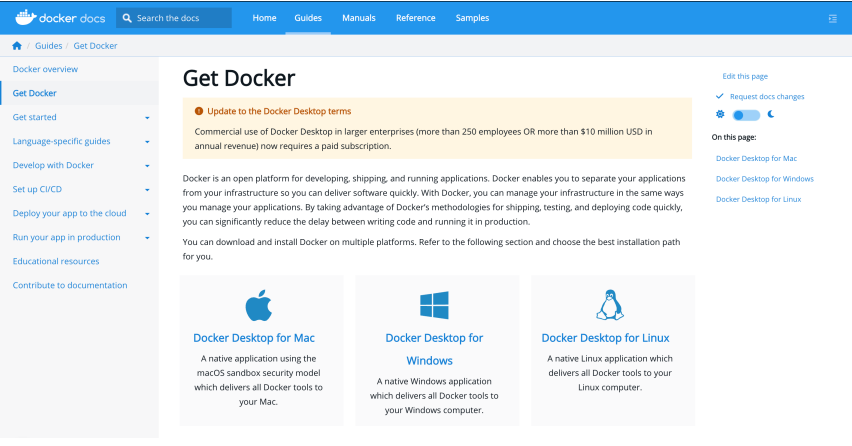 docker docs
Search the docs
Home
Guides
Manuals
Reference
Samples
/ Guides / Get Docker
Docker overview
Get Docker
Get started
Language-specific guides
Develop with Docker
Set up CI/CD
Deploy your app to the cloud
Run your app in production
Educational resources
Contribute to documentation
Get Docker
Update to the Docker Desktop terms
Commercial use of Docker Desktop in larger enterprises (more than 250 employees OR more than $10 million USD in
annual revenue) now requires a paid subscription.
Docker is an open platform for developing, shipping, and running applications. Docker enables you to separate your applications
from your infrastructure so you can deliver software quickly. With Docker, you can manage your infrastructure in the same ways
you manage your applications. By taking advantage of Docker's methodologies for shipping, testing, and deploying code quickly,
you can significantly reduce the delay between writing code and running it in production.
You can download and install Docker on multiple platforms. Refer to the following section and choose the best installation path
for you.
Docker Desktop for Mac
A native application using the
macOS sandbox security model
which delivers all Docker tools to
your Mac.
Docker Desktop for
Windows
A native Windows application
which delivers all Docker tools to
your Windows computer.
Docker Desktop for Linux
A native Linux application which
delivers all Docker tools to your
Linux computer.
Edit this page
Request docs changes
On this page:
Docker Desktop for Mac
Docker Desktop for Windows
Docker Desktop for Linux